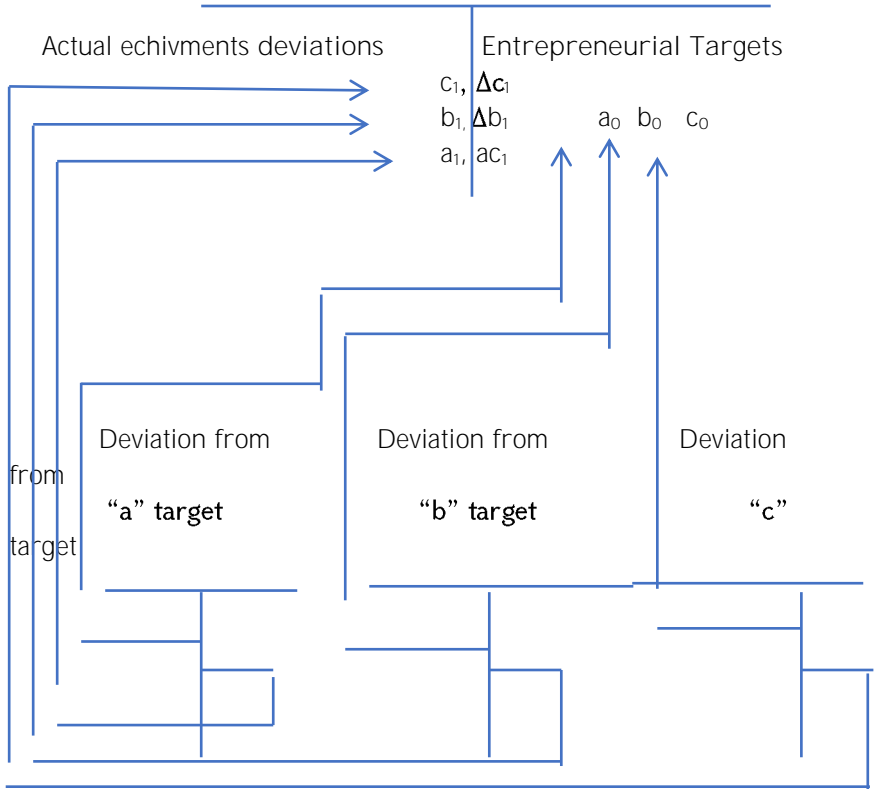 Actual echivments deviations Entrepreneurial Targets
c₁, Δc₁
b₁, Δb₁ a₀ b₀ c₀
a₁, ac₁
Deviation from Deviation from Deviation
from
“a” target “b” target “c”
target